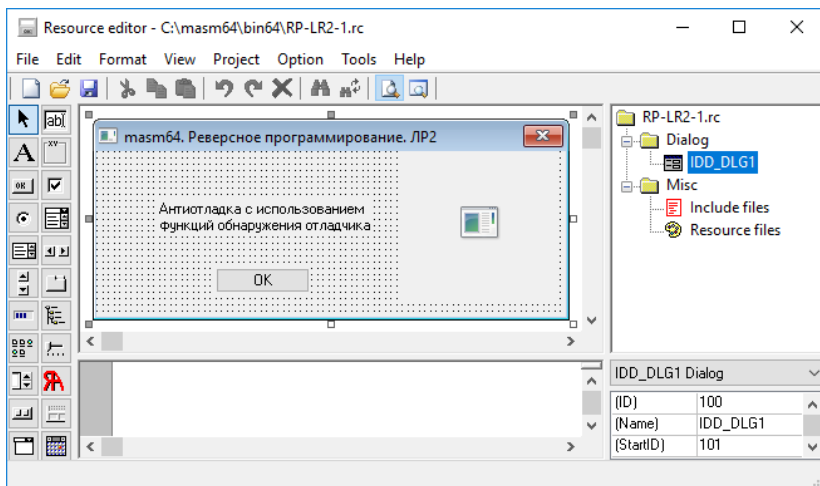 Resource editor - C:\masm64\bin64\RP-LR2-1.rc
File Edit Format View Project Option Tools Help
masm64. Реверсное программирование. ЛР2
Антиотладка с использованием
функций обнаружения отладчика
OK
RP-LR2-1.rc
Dialog
IDD_DLG1
Misc
Include files
Resource files
IDD_DLG1 Dialog
(ID) 100
(Name) IDD_DLG1
(StartID) 101